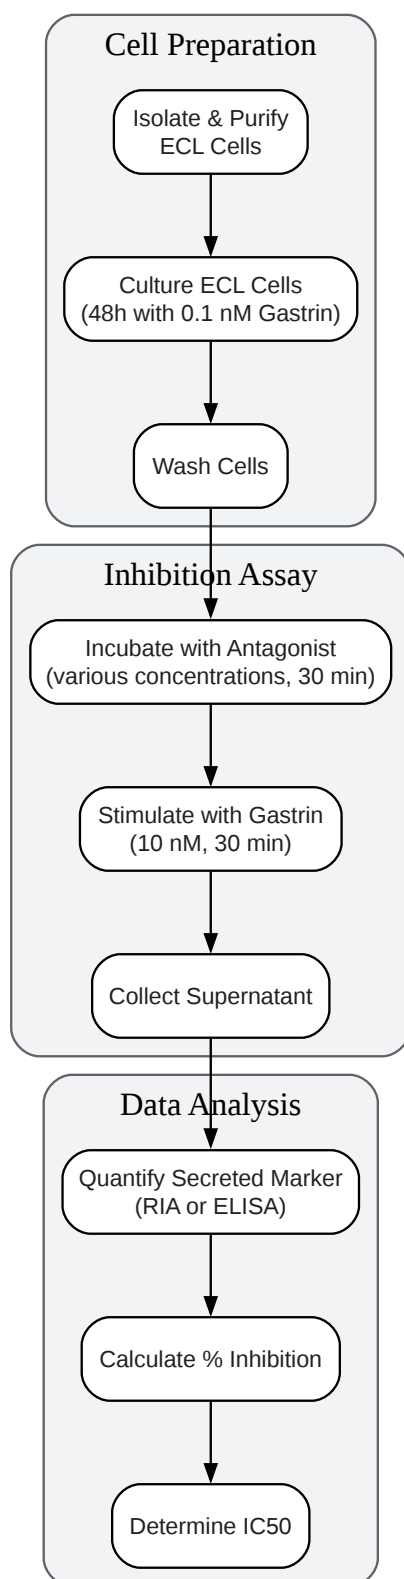 Cell Preparation
Isolate & Purify
ECL Cells
Culture ECL Cells
(48h with 0.1 nM Gastrin)
Wash Cells
Inhibition Assay
Incubate with Antagonist
(various concentrations, 30 min)
Stimulate with Gastrin
(10 nM, 30 min)
Collect Supernatant
Data Analysis
Quantify Secreted Marker
(RIA or ELISA)
Calculate % Inhibition
Determine IC50